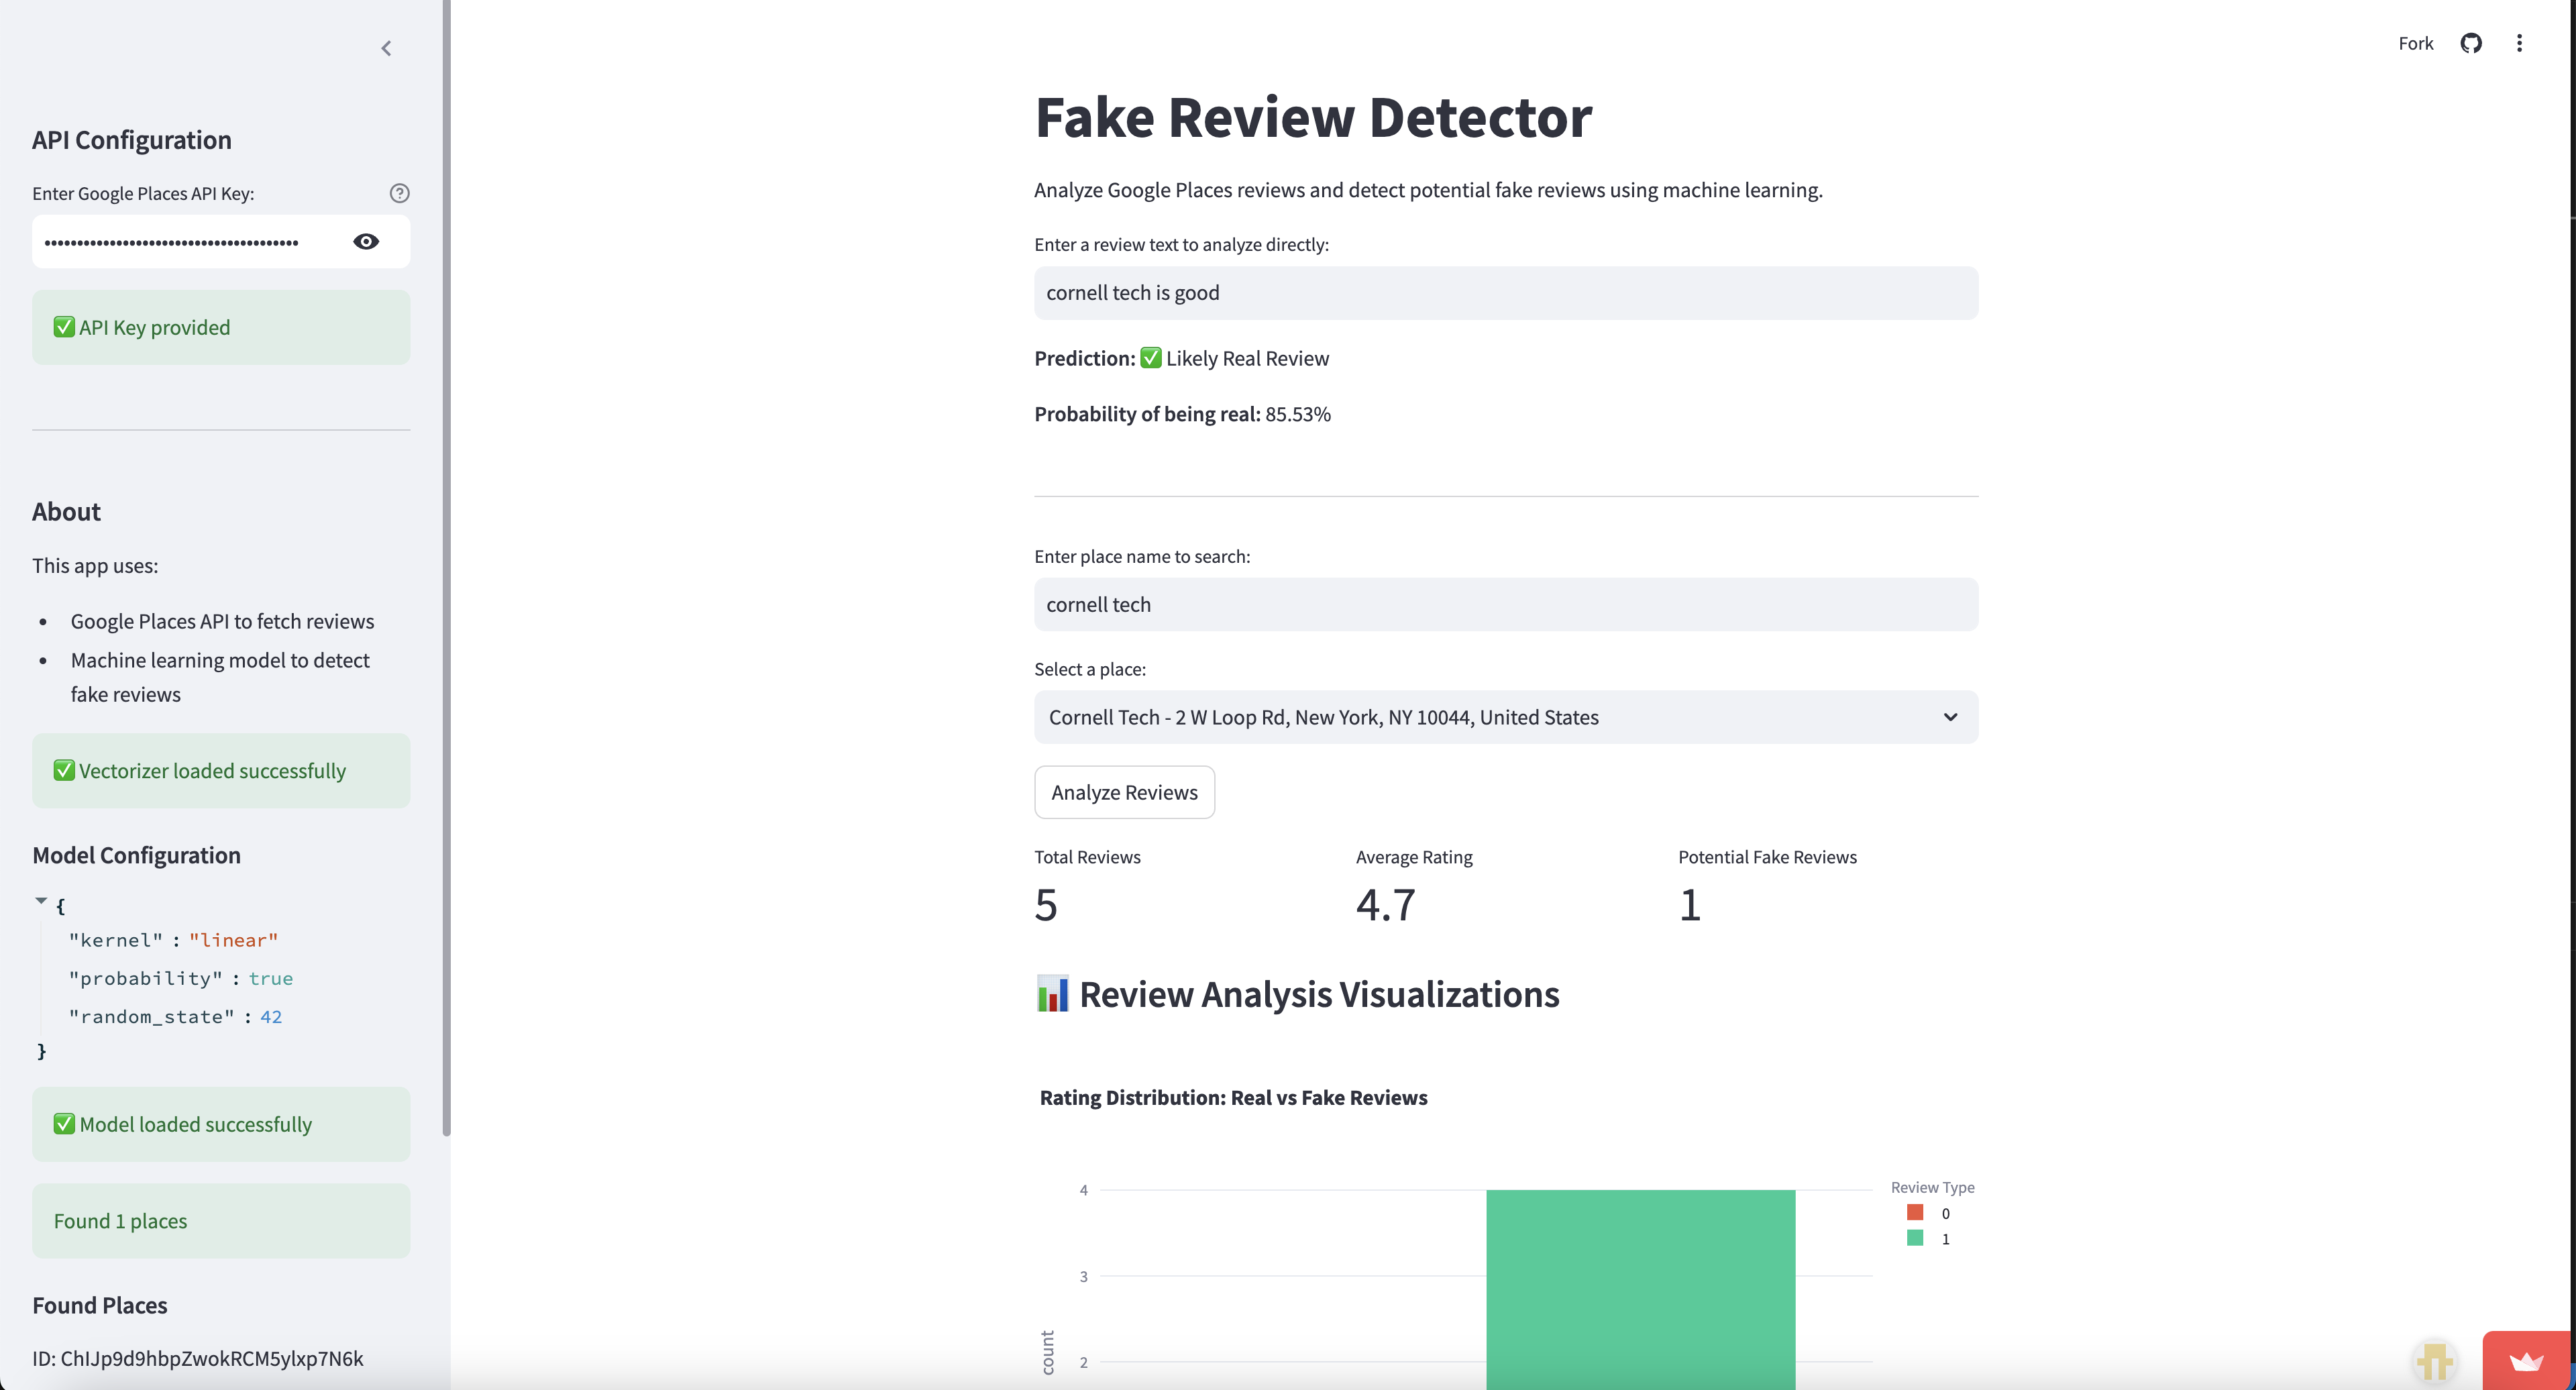 API Configuration
Enter Google Places API Key:
••••••••••••••••••••••••••••••••••••••• 
✅ API Key provided
About
This app uses:
• Google Places API to fetch reviews
• Machine learning model to detect
fake reviews
✅ Vectorizer loaded successfully
Model Configuration
{
"kernel" : "linear"
"probability" : true
"random_state" : 42
}
✅ Model loaded successfully
Found 1 places
Found Places
ID: ChIJp9d9hbpZwokRCM5ylxp7N6k
Fork
Fake Review Detector
Analyze Google Places reviews and detect potential fake reviews using machine learning.
Enter a review text to analyze directly:
cornell tech is good
Prediction: ✅ Likely Real Review
Probability of being real: 85.53%
Enter place name to search:
cornell tech
Select a place:
Cornell Tech - 2 W Loop Rd, New York, NY 10044, United States
Analyze Reviews
Total Reviews
5
Average Rating
4.7
Potential Fake Reviews
1
📊 Review Analysis Visualizations
Rating Distribution: Real vs Fake Reviews
4
3
2
count
Review Type
0
1